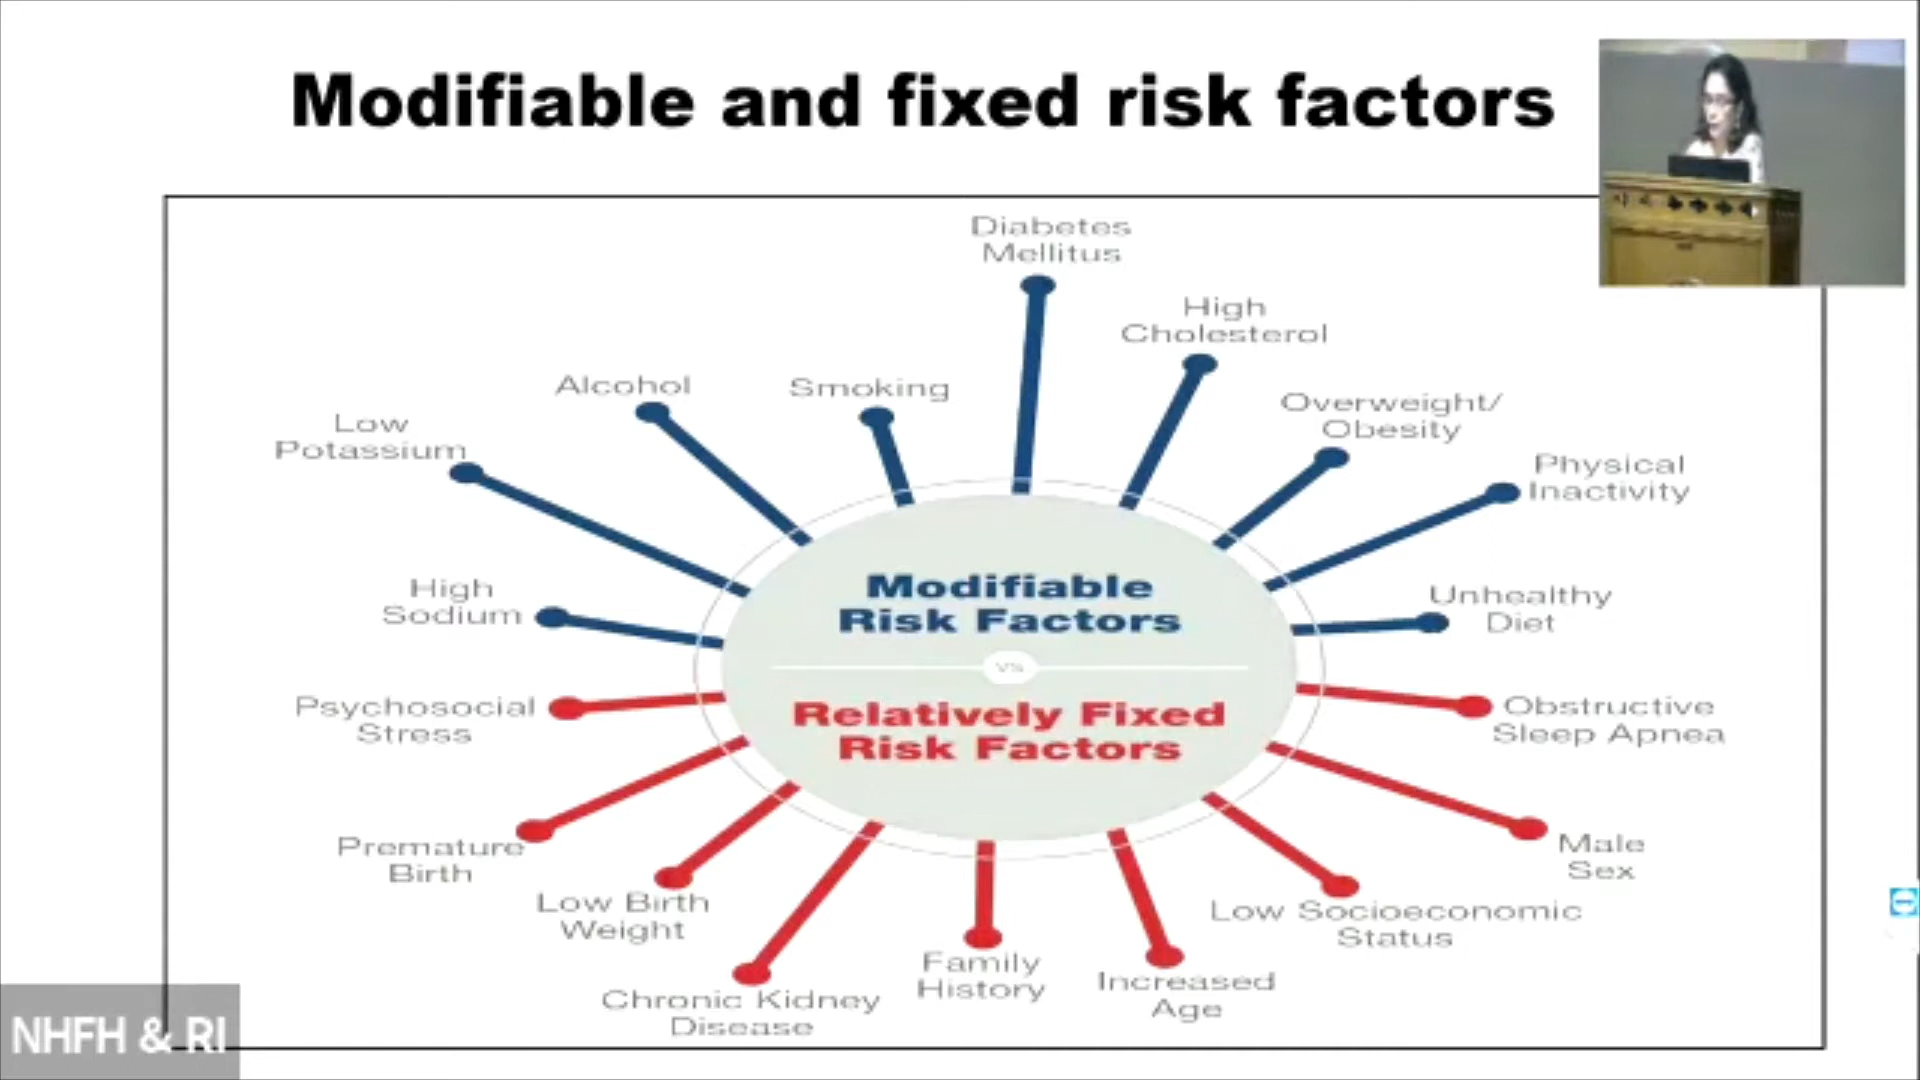 Modifiable and fixed risk factors
Diabetes
Mellitus
High
Cholesterol
Alcohol
Smoking
Overweight/
Obesity
Low
Potassium
Physical
Inactivity
High
Sodium
Unhealthy
Diet
Modifiable
Risk Factors
VS
Relatively Fixed
Risk Factors
Psychosocial
Stress
Obstructive
Sleep Apnea
Premature
Birth
Male
Sex
Low Birth
Weight
Low Socioeconomic
Status
Family
History
Increased
Age
Chronic Kidney
Disease
NHFH & RI